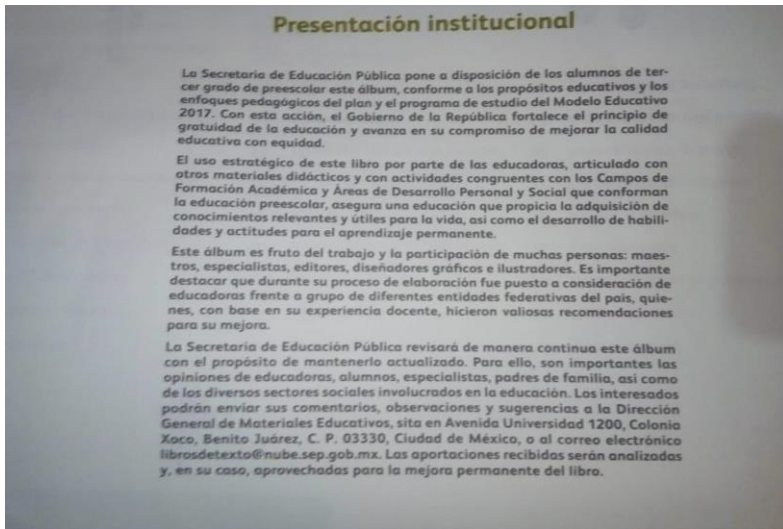 Presentación institucional
La Secretaría de Educación Pública pone a disposición de los alumnos de ter-
cer grado de preescolar este álbum, conforme a los propósitos educativos y los
enfoques pedagógicos del plan y el programa de estudio del Modelo Educativo
2017. Con esta acción, el Gobierno de la República fortalece el principio de
gratuidad de la educación y avanza en su compromiso de mejorar la calidad
educativa con equidad.
El uso estratégico de este libro por parte de las educadoras, articulado con
otros materiales didácticos y con actividades congruentes con los Campos de
Formación Académica y Áreas de Desarrollo Personal y Social que conforman
la educación preescolar, asegura una educación que propicia la adquisición de
conocimientos relevantes y útiles para la vida, así como el desarrollo de habili-
dades y actitudes para el aprendizaje permanente.
Este álbum es fruto del trabajo y la participación de muchas personas: maes-
tros, especialistas, editores, diseñadores gráficos e ilustradores. Es importante
destacar que durante su proceso de elaboración fue puesto a consideración de
educadoras frente a grupo de diferentes entidades federativas del país, quie-
nes, con base en su experiencia docente, hicieron valiosas recomendaciones
para su mejora.
La Secretaría de Educación Pública revisará de manera continua este álbum
con el propósito de mantenerlo actualizado. Para ello, son importantes las
opiniones de educadoras, alumnos, especialistas, padres de familia, así como
de los diversos sectores sociales involucrados en la educación. Los interesados
podrán enviar sus comentarios, observaciones y sugerencias a la Dirección
General de Materiales Educativos, sita en Avenida Universidad 1200, Colonia
Xoco, Benito Juárez, C. P. 03330, Ciudad de México, o al correo electrónico
librosdetexto@nube.sep.gob.mx. Las aportaciones recibidas serán analizadas
y, en su caso, aprovechadas para la mejora permanente del libro.